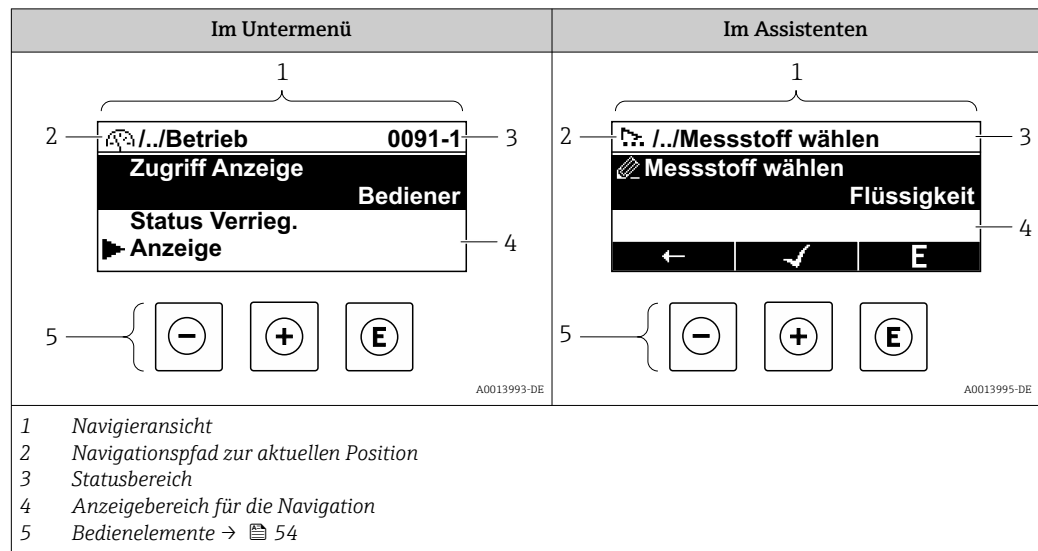 Im Untermenü
Im Assistenten
1
1
2
/../Betrieb 0091-1
3
2
/../Messstoff wählen
3
Zugriff Anzeige
Bediener
Status Verrieg.
Anzeige
4
Messstoff wählen
Flüssigkeit
4
← ✓ E
5
- + E
5
- + E
A0013993-DE
A0013995-DE
1 Navigieransicht
2 Navigationspfad zur aktuellen Position
3 Statusbereich
4 Anzeigebereich für die Navigation
5 Bedienelemente → 54